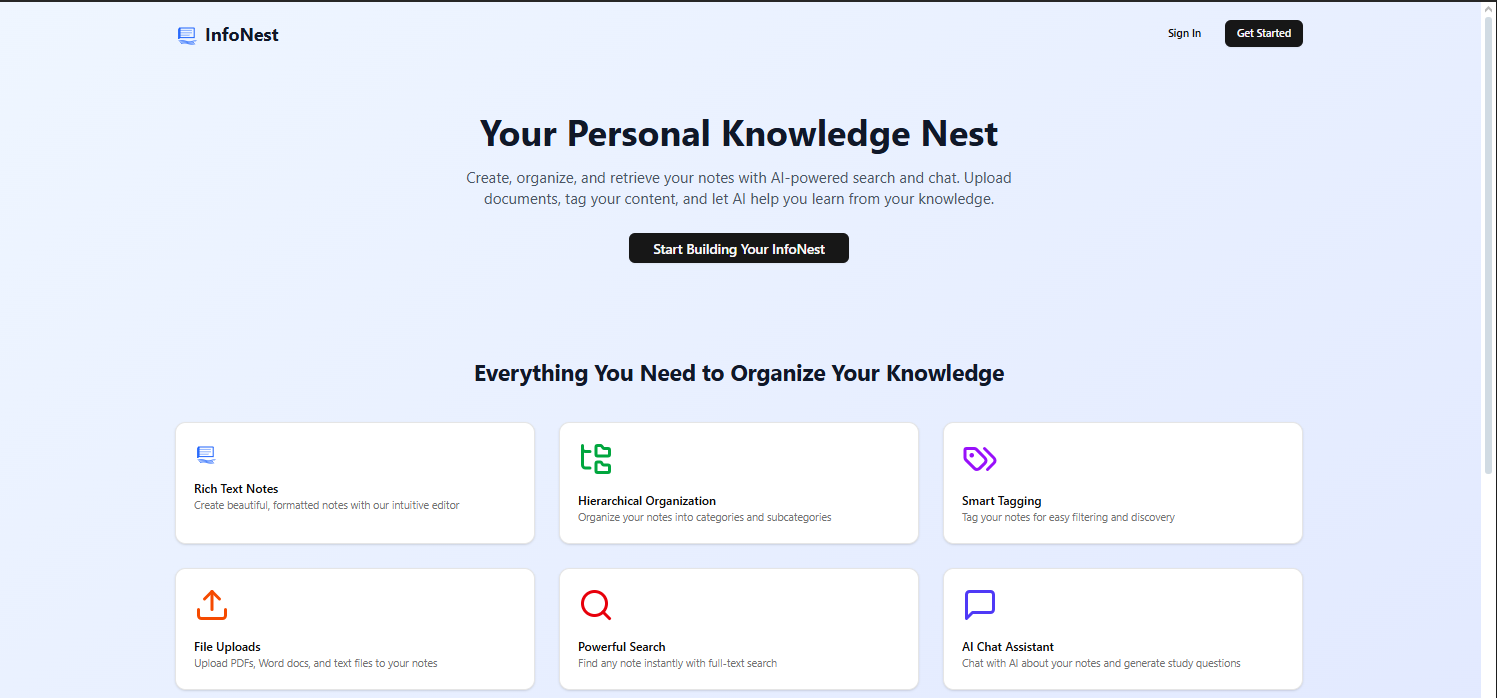 InfoNest
Sign In
Get Started
Your Personal Knowledge Nest
Create, organize, and retrieve your notes with AI-powered search and chat. Upload
documents, tag your content, and let AI help you learn from your knowledge.
Start Building Your InfoNest
Everything You Need to Organize Your Knowledge
Rich Text Notes
Create beautiful, formatted notes with our intuitive editor
Hierarchical Organization
Organize your notes into categories and subcategories
Smart Tagging
Tag your notes for easy filtering and discovery
File Uploads
Upload PDFs, Word docs, and text files to your notes
Powerful Search
Find any note instantly with full-text search
AI Chat Assistant
Chat with AI about your notes and generate study questions